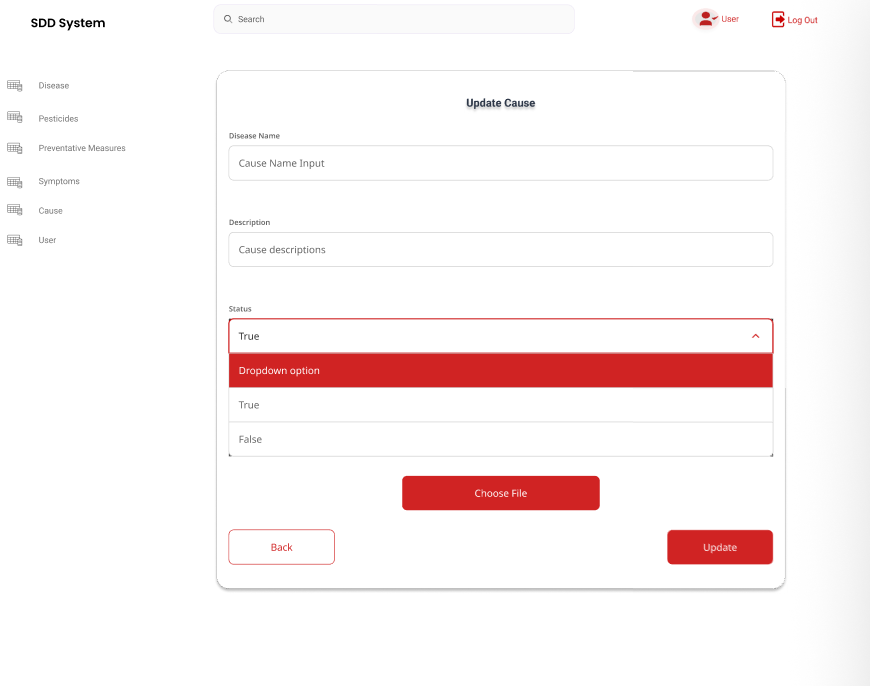 SDD System
Search
User
Log Out
Disease
Pesticides
Preventative Measures
Symptoms
Cause
User
Update Cause
Disease Name
Cause Name Input
Description
Cause descriptions
Status
True
Dropdown option
True
False
Choose File
Back
Update